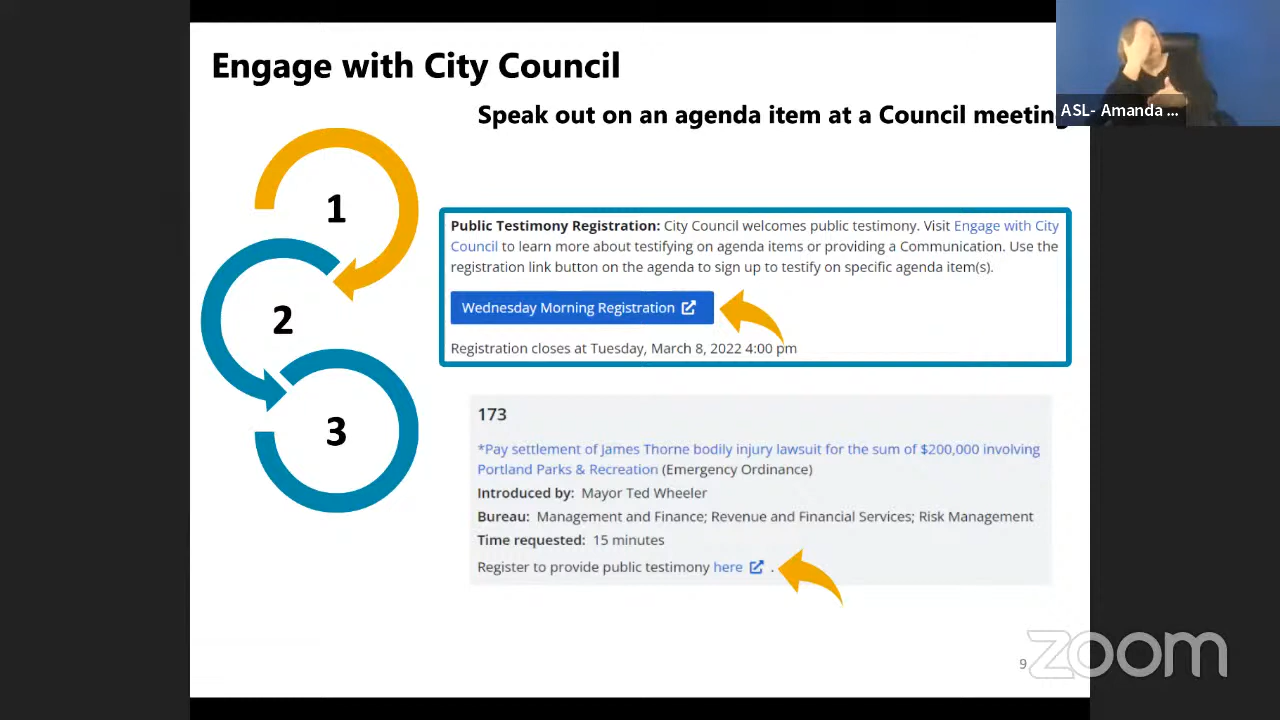 Engage with City Council
Speak out on an agenda item at a Council meeting
ASL- Amanda ...
1
2
3
Public Testimony Registration: City Council welcomes public testimony. Visit Engage with City
Council to learn more about testifying on agenda items or providing a Communication. Use the
registration link button on the agenda to sign up to testify on specific agenda item(s).
Wednesday Morning Registration
Registration closes at Tuesday, March 8, 2022 4:00 pm
173
*Pay settlement of James Thorne bodily injury lawsuit for the sum of $200,000 involving
Portland Parks & Recreation (Emergency Ordinance)
Introduced by: Mayor Ted Wheeler
Bureau: Management and Finance; Revenue and Financial Services; Risk Management
Time requested: 15 minutes
Register to provide public testimony here .
9
zoom